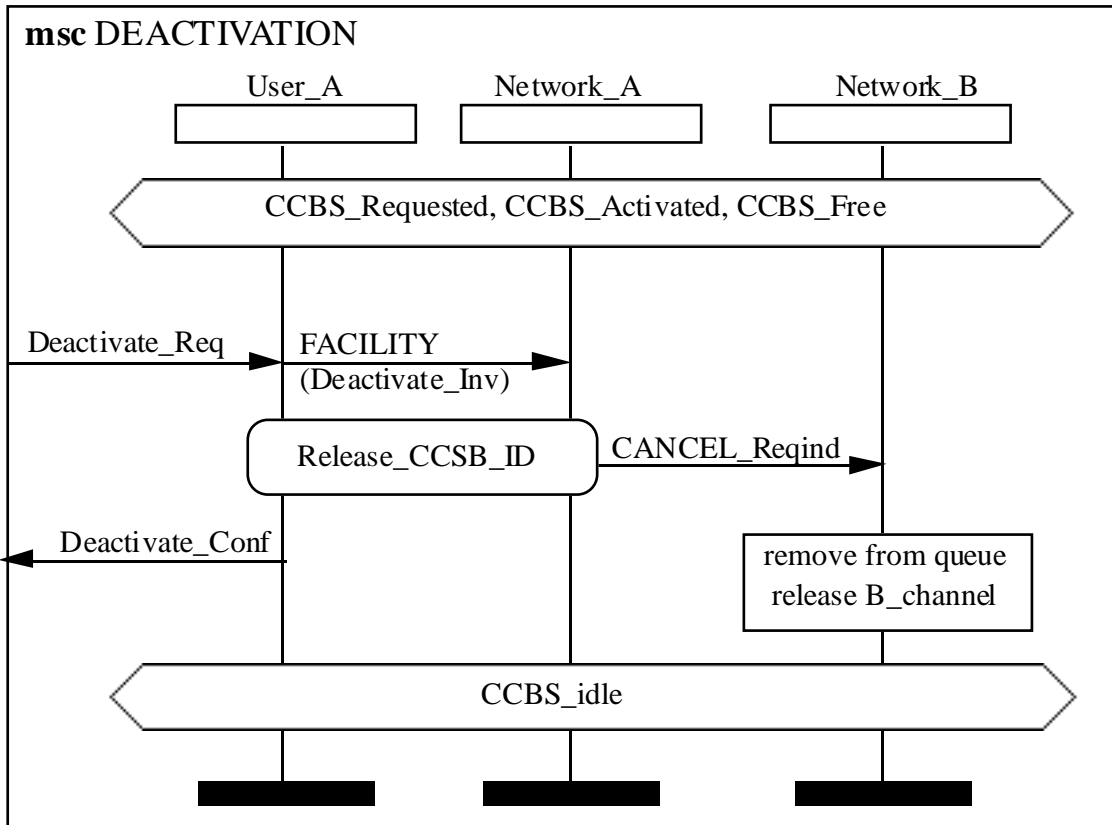 msc DEACTIVATION
User_A
Network_A
Network_B
CCBS_Requested, CCBS_Activated, CCBS_Free
Deactivate_Req
FACILITY
(Deactivate_Inv)
Release_CCSB_ID
CANCEL_Reqind
Deactivate_Conf
remove from queue
release B_channel
CCBS_idle